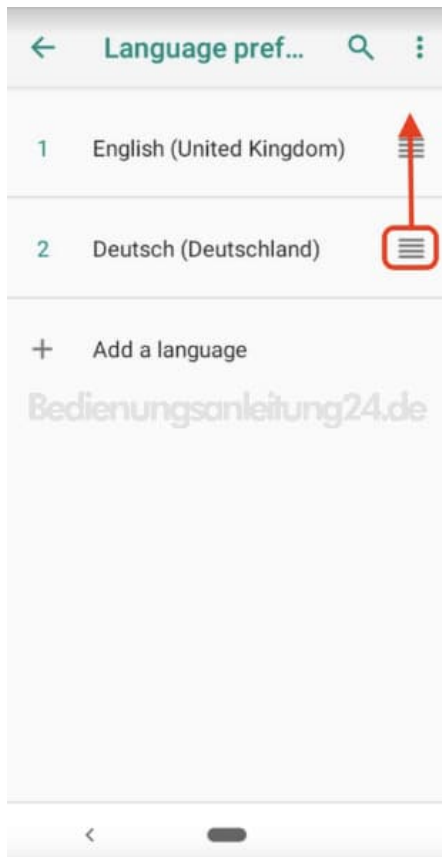 Language pref...
1 English (United Kingdom)
2 Deutsch (Deutschland)
+ Add a language
Bedienungsanleitung24.de